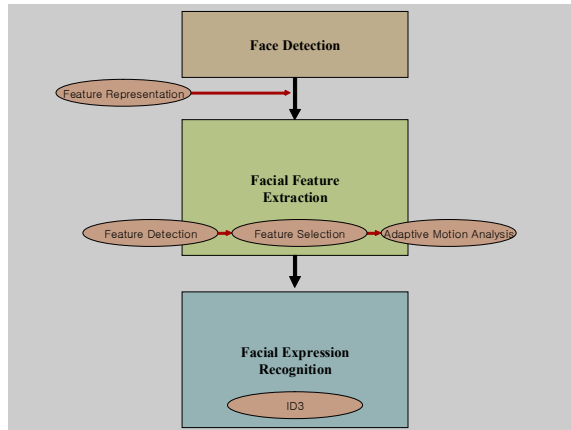 Face Detection
Feature Representation
Facial Feature
Extraction
Feature Detection
Feature Selection
Adaptive Motion Analysis
Facial Expression
Recognition
ID3